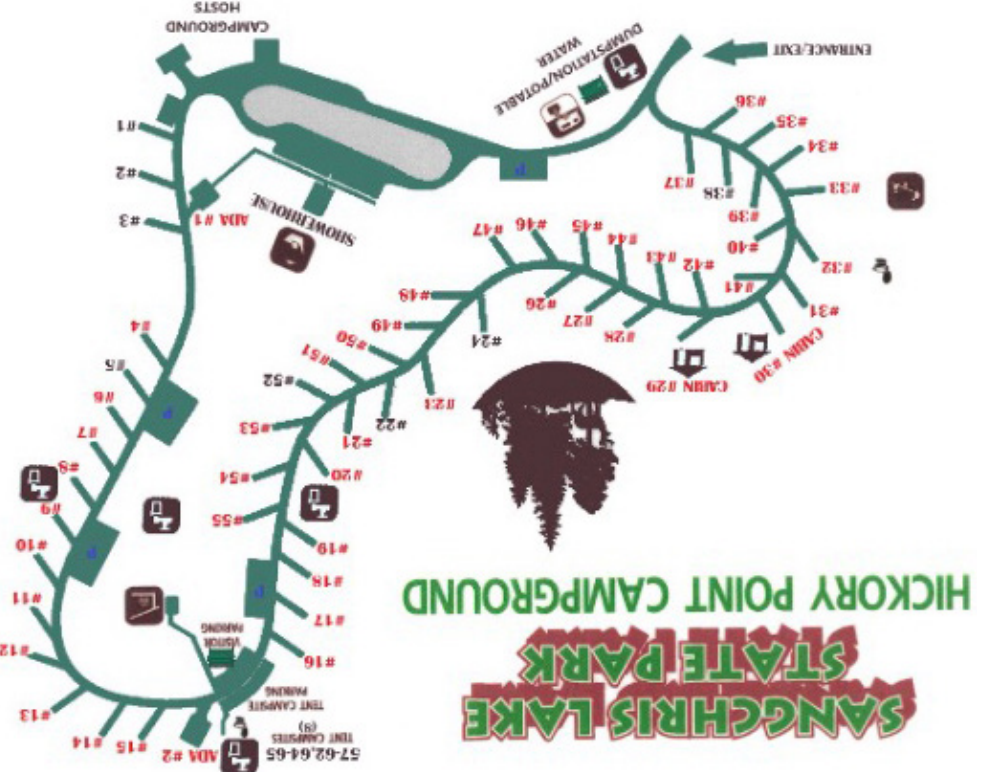 SANGCHRIS LAKE
STATE PARK
HICKORY POINT CAMPGROUND
57-62,64-65
TENT CAMPSITES
TENT CAMPSITE
PARKING
VISITOR
PARKING
ADA #2
#15
#14
#13
#12
#11
#10
#9
#8
#7
#6
#5
#4
#3
#2
#1
ADA #1
P
P
P
P
#16
#17
#18
#19
#20
#21
#22
#23
#24
#26
#27
#28
CABIN #29
CABIN #30
#31
#32
#33
#34
#35
#36
#37
#38
#39
#40
#41
#42
#43
#44
#45
#46
#47
#48
#49
#50
#51
#52
#53
#54
#55
SHOWERHOUSE
DUMPSTATION/POTABLE
WATER
ENTRANCE/EXIT
CAMPGROUND
HOSTS